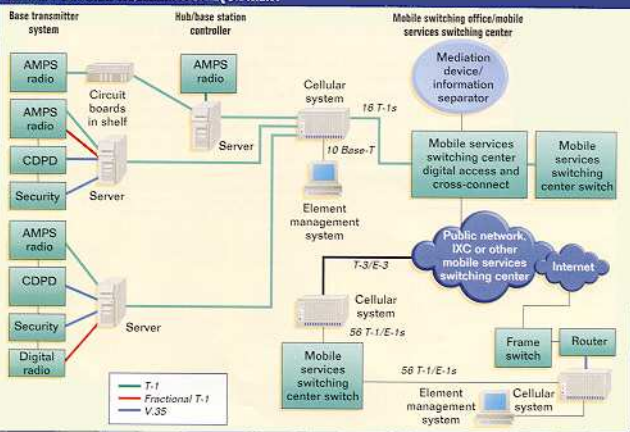 Base transmitter
system
Hub/base station
controller
Mobile switching office/mobile
services switching center
AMPS
radio
Circuit
boards
in shelf
AMPS
radio
Server
Cellular
system
16 T-1s
10 Base-T
Element
management
system
Mediation
device/
information
separator
Mobile services
switching center
digital access and
cross-connect
Mobile
services
switching
center switch
AMPS
radio
CDPD
Security
Server
AMPS
radio
CDPD
Security
Digital
radio
Server
Public network,
IXC or other
mobile services
switching center
Internet
T-3/E-3
Cellular
system
56 T-1/E-1s
Mobile
services
switching
center switch
56 T-1/E-1s
Frame
switch
Router
Element
management
system
Cellular
system
T-1
Fractional T-1
V.35